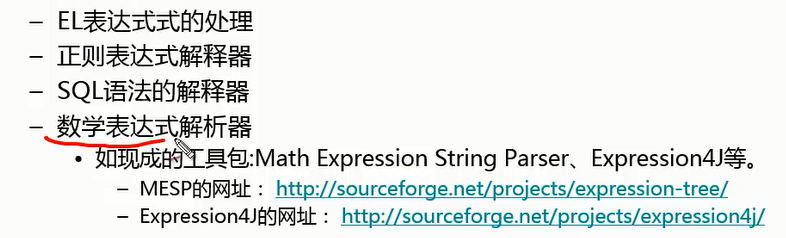 – EL表达式式的处理
– 正则表达式解释器
– SQL语法的解释器
– 数学表达式解析器
• 如现成的工具包:Math Expression String Parser、Expression4J等。
– MESP的网址： http://sourceforge.net/projects/expression-tree/
– Expression4J的网址： http://sourceforge.net/projects/expression4j/